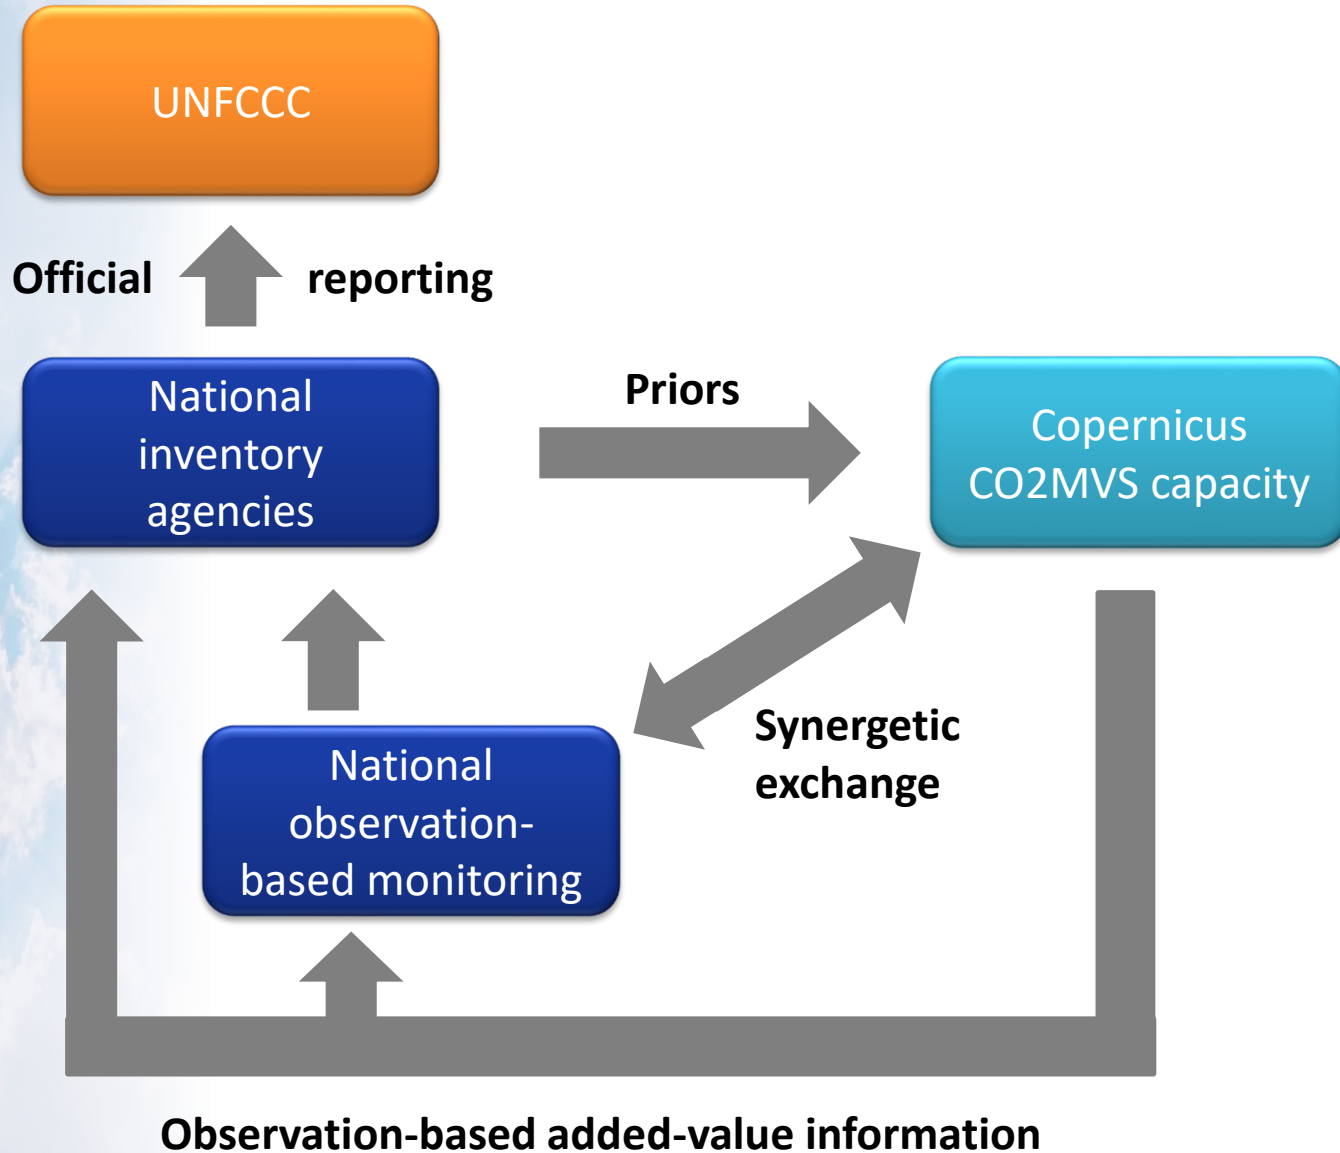 UNFCCC
Official reporting
National
inventory
agencies
Priors
Copernicus
CO2MVS capacity
National
observation-
based monitoring
Synergetic
exchange
Observation-based added-value information